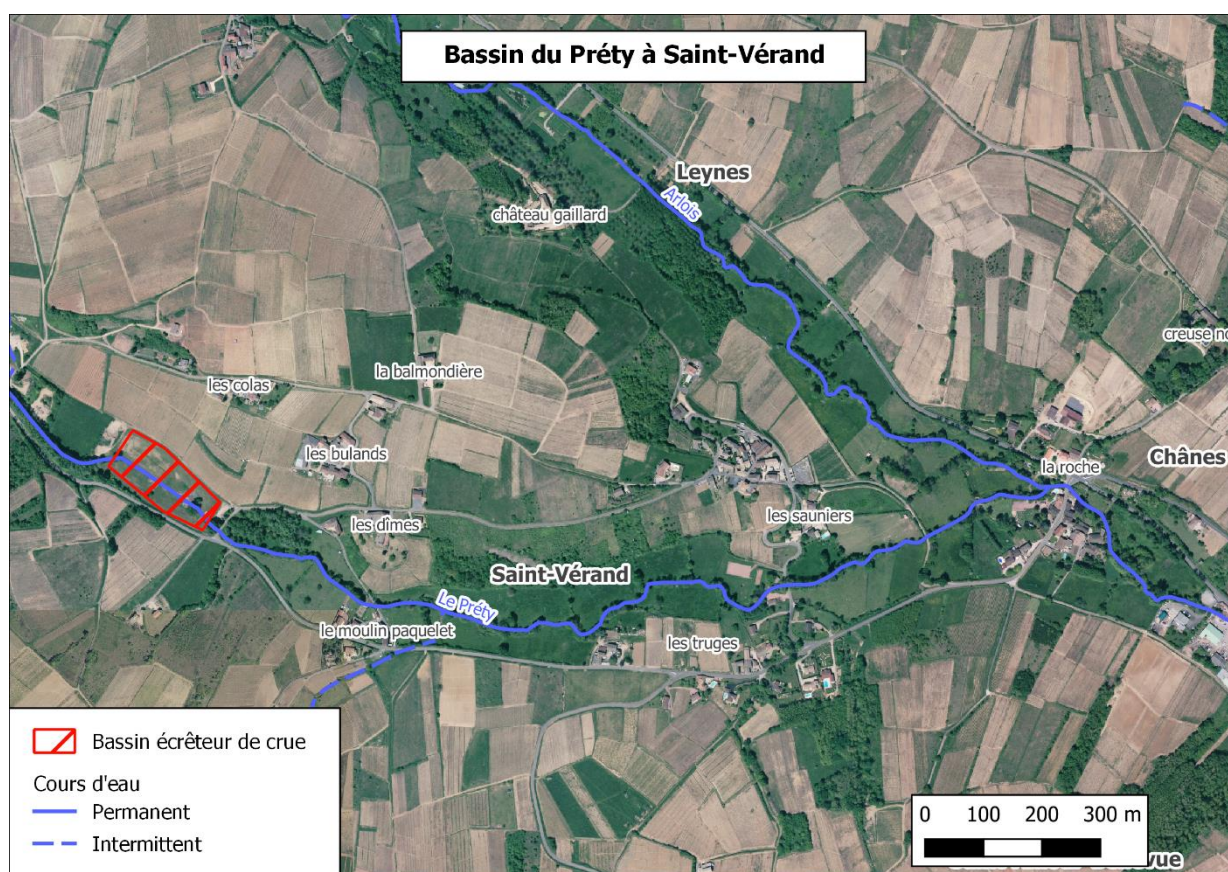 Bassin du Préty à Saint-Vérand
Leynes
Arlois
château gaillard
creuse no
la balmondière
les colas
les bulands
la roche
Chânes
les dîmes
les sauniers
Saint-Vérand
Le Préty
le moulin paquelet
les truges
Bassin écrêteur de crue
Cours d'eau
Permanent
Intermittent
0 100 200 300 m